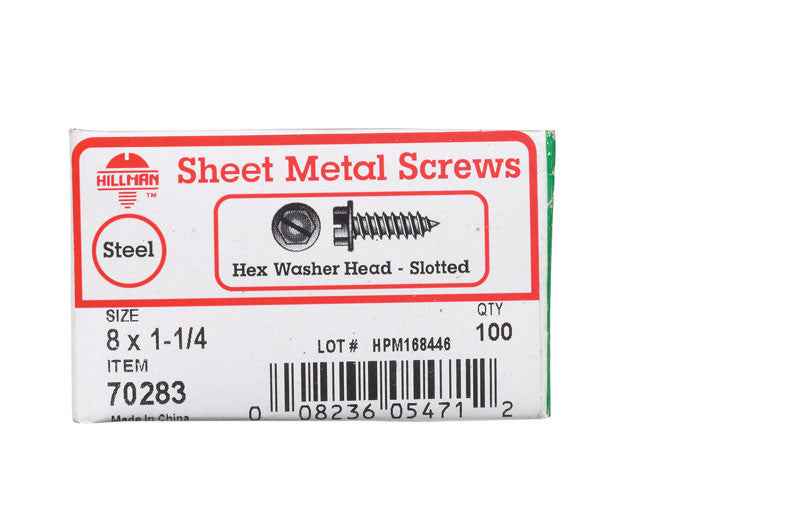 HILLMAN TM
Sheet Metal Screws
Steel
Hex Washer Head - Slotted
SIZE
8 x 1-1/4
QTY
100
LOT # HPM168446
ITEM
70283
Made In China
0 08236 05471 2